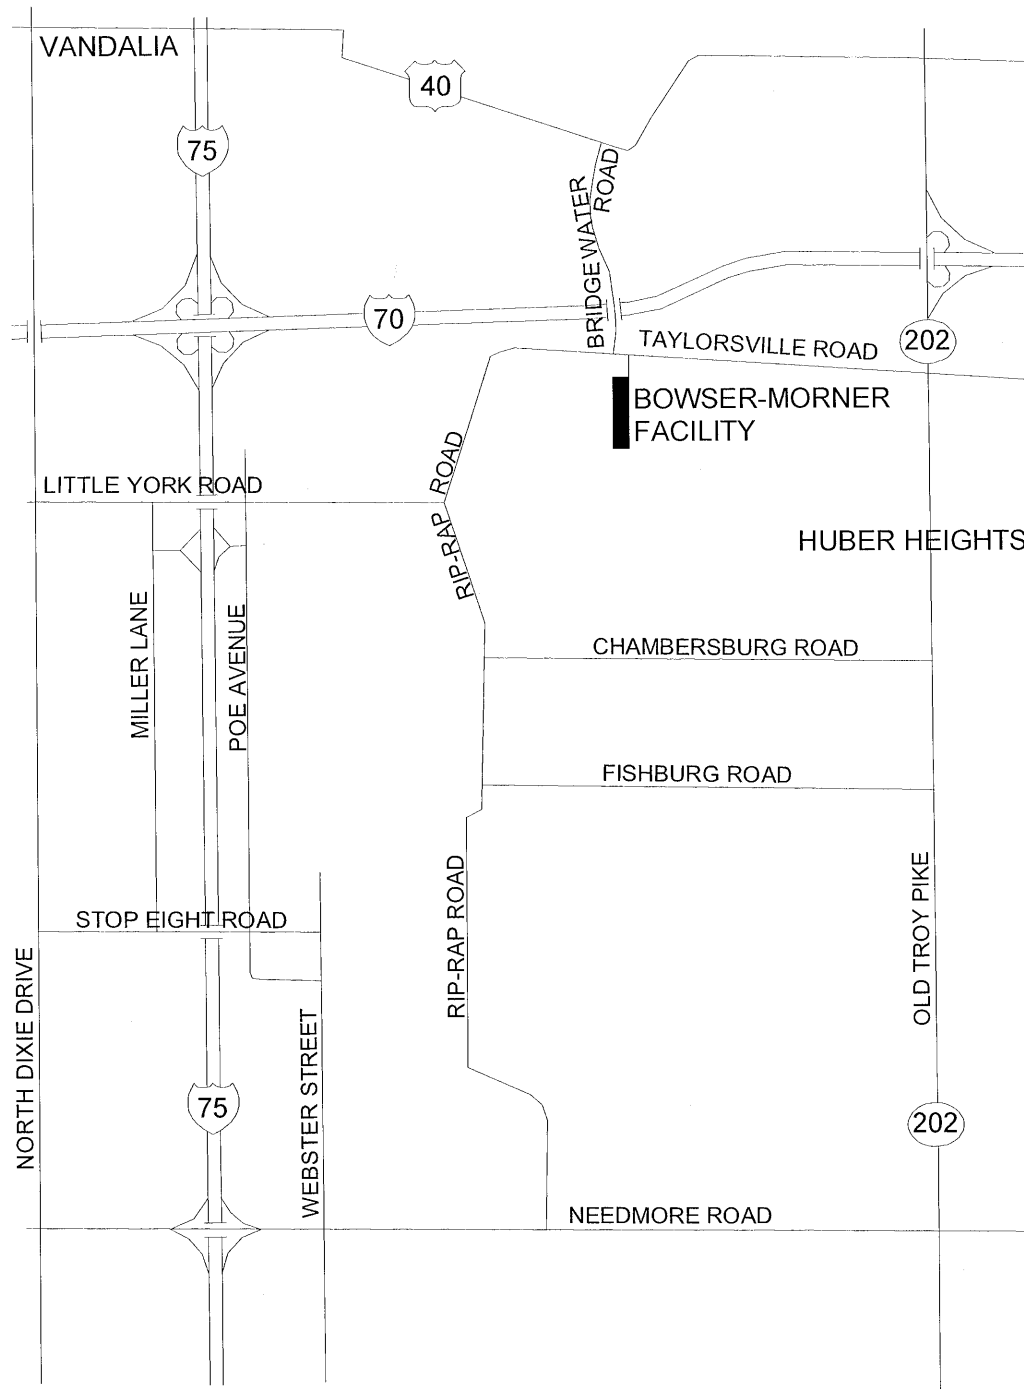 VANDALIA
40
75
BRIDGEWATER
ROAD
70
TAYLORSVILLE ROAD
202
BOWSER-MORNER
FACILITY
LITTLE YORK ROAD
RIP-RAP ROAD
HUBER HEIGHTS
MILLER LANE
POE AVENUE
CHAMBERSBURG ROAD
FISHBURG ROAD
RIP-RAP ROAD
OLD TROY PIKE
STOP EIGHT ROAD
NORTH DIXIE DRIVE
WEBSTER STREET
75
202
NEEDMORE ROAD